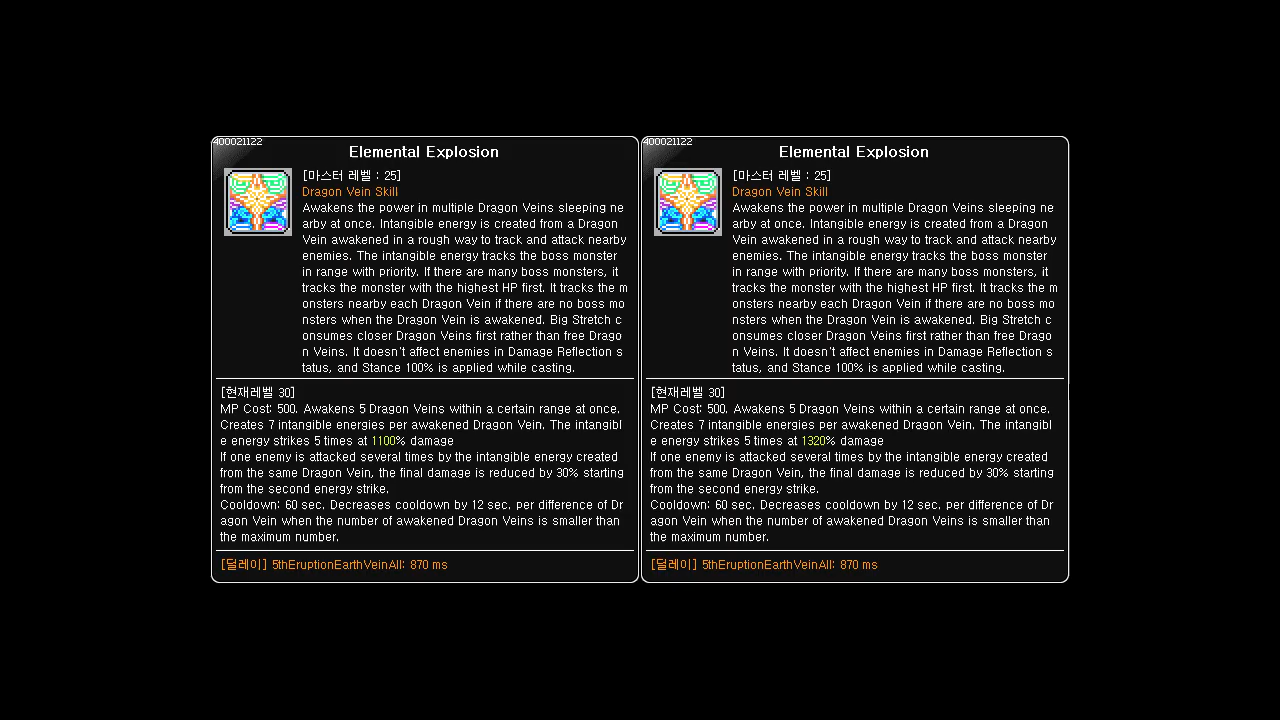 400021122
Elemental Explosion
[마스터 레벨 : 25]
Dragon Vein Skill
Awakens the power in multiple Dragon Veins sleeping ne
arby at once. Intangible energy is created from a Dragon
Vein awakened in a rough way to track and attack nearby
enemies. The intangible energy tracks the boss monster
in range with priority. If there are many boss monsters, it
tracks the monster with the highest HP first. It tracks the m
onsters nearby each Dragon Vein if there are no boss mo
nsters when the Dragon Vein is awakened. Big Stretch c
onsumes closer Dragon Veins first rather than free Drago
n Veins. It doesn't affect enemies in Damage Reflection s
tatus, and Stance 100% is applied while casting.
[현재레벨 30]
MP Cost: 500. Awakens 5 Dragon Veins within a certain range at once.
Creates 7 intangible energies per awakened Dragon Vein. The intangibl
e energy strikes 5 times at 1100% damage
If one enemy is attacked several times by the intangible energy created
from the same Dragon Vein, the final damage is reduced by 30% starting
from the second energy strike.
Cooldown: 60 sec. Decreases cooldown by 12 sec. per difference of Dr
agon Vein when the number of awakened Dragon Veins is smaller than
the maximum number.
[딜레이] 5thEruptionEarthVeinAll: 870 ms
400021122
Elemental Explosion
[마스터 레벨 : 25]
Dragon Vein Skill
Awakens the power in multiple Dragon Veins sleeping ne
arby at once. Intangible energy is created from a Dragon
Vein awakened in a rough way to track and attack nearby
enemies. The intangible energy tracks the boss monster
in range with priority. If there are many boss monsters, it
tracks the monster with the highest HP first. It tracks the m
onsters nearby each Dragon Vein if there are no boss mo
nsters when the Dragon Vein is awakened. Big Stretch c
onsumes closer Dragon Veins first rather than free Drago
n Veins. It doesn't affect enemies in Damage Reflection s
tatus, and Stance 100% is applied while casting.
[현재레벨 30]
MP Cost: 500. Awakens 5 Dragon Veins within a certain range at once.
Creates 7 intangible energies per awakened Dragon Vein. The intangibl
e energy strikes 5 times at 1320% damage
If one enemy is attacked several times by the intangible energy created
from the same Dragon Vein, the final damage is reduced by 30% starting
from the second energy strike.
Cooldown: 60 sec. Decreases cooldown by 12 sec. per difference of Dr
agon Vein when the number of awakened Dragon Veins is smaller than
the maximum number.
[딜레이] 5thEruptionEarthVeinAll: 870 ms